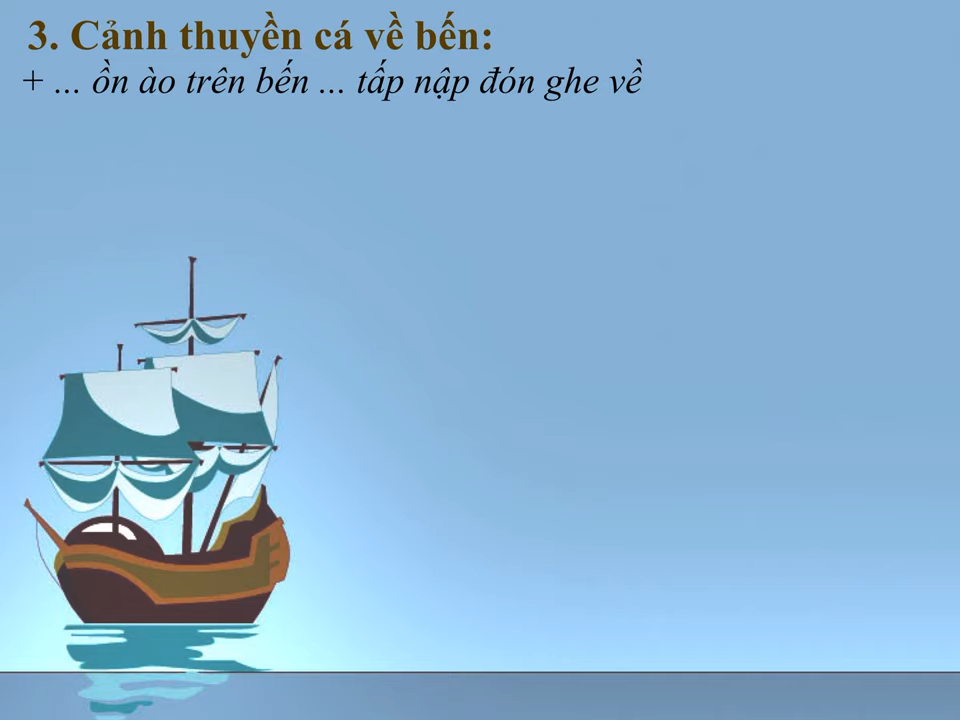 3. Cảnh thuyền cá về bến:
+ ... ồn ào trên bến ... tấp nập đón ghe về